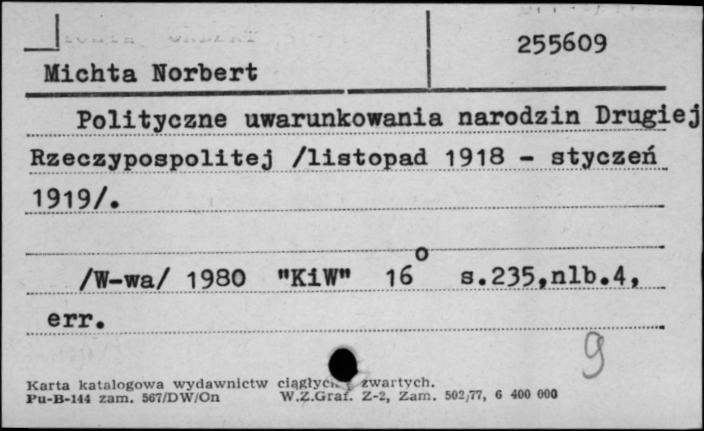 255609
Michta Norbert
Polityczne uwarunkowania narodzin Drugiej
Rzeczypospolitej /listopad 1918 - styczeń
1919/.
/W-wa/ 1980 "KiW" 16° s.235,nlb.4,
err.
9
Karta katalogowa wydawnictw zwartych.
Pu-B-144 zam. 567/DW/On W.Z.Graf. Z-2, Zam. 502/77, 6 400 000